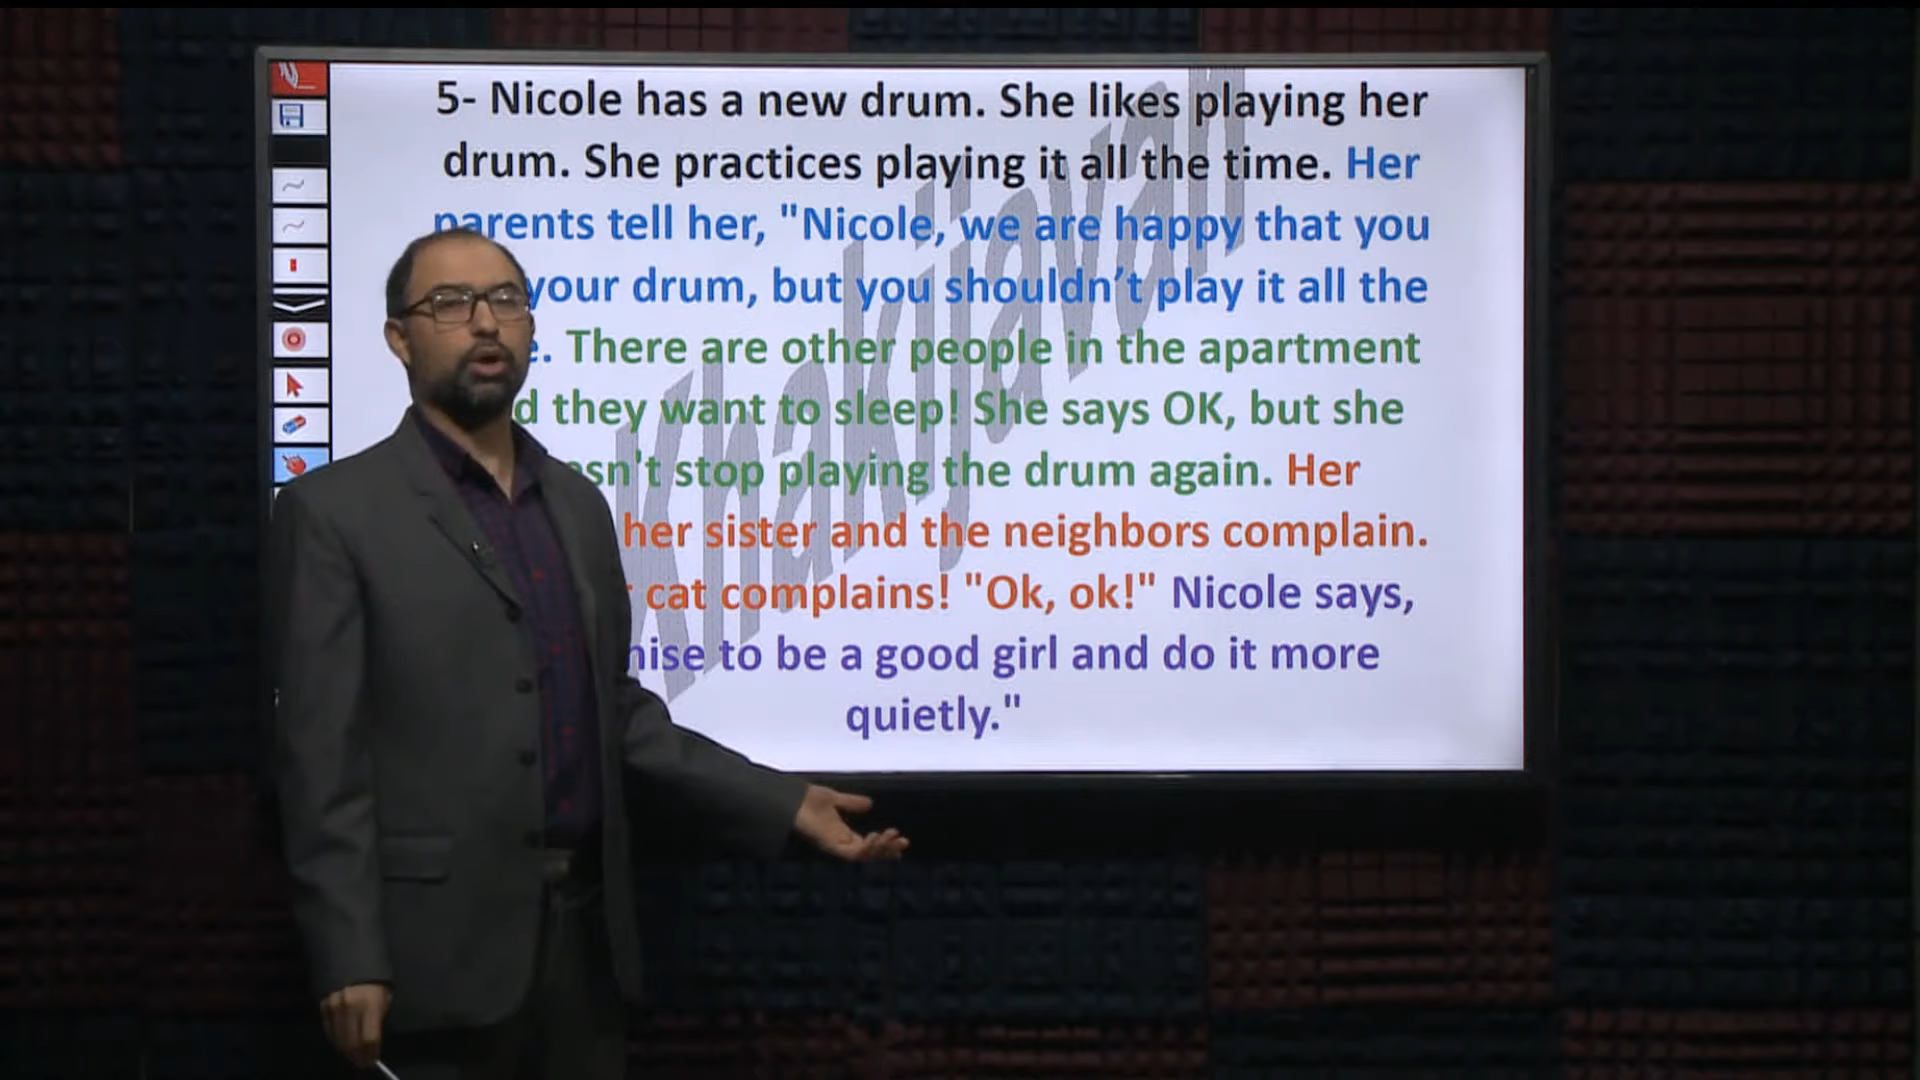 5- Nicole has a new drum. She likes playing her
drum. She practices playing it all the time. Her
parents tell her, "Nicole, we are happy that you
your drum, but you shouldn't play it all the
e. There are other people in the apartment
d they want to sleep! She says OK, but she
esn't stop playing the drum again. Her
her sister and the neighbors complain.
cat complains! "Ok, ok!" Nicole says,
mise to be a good girl and do it more
quietly."
Khakijavan